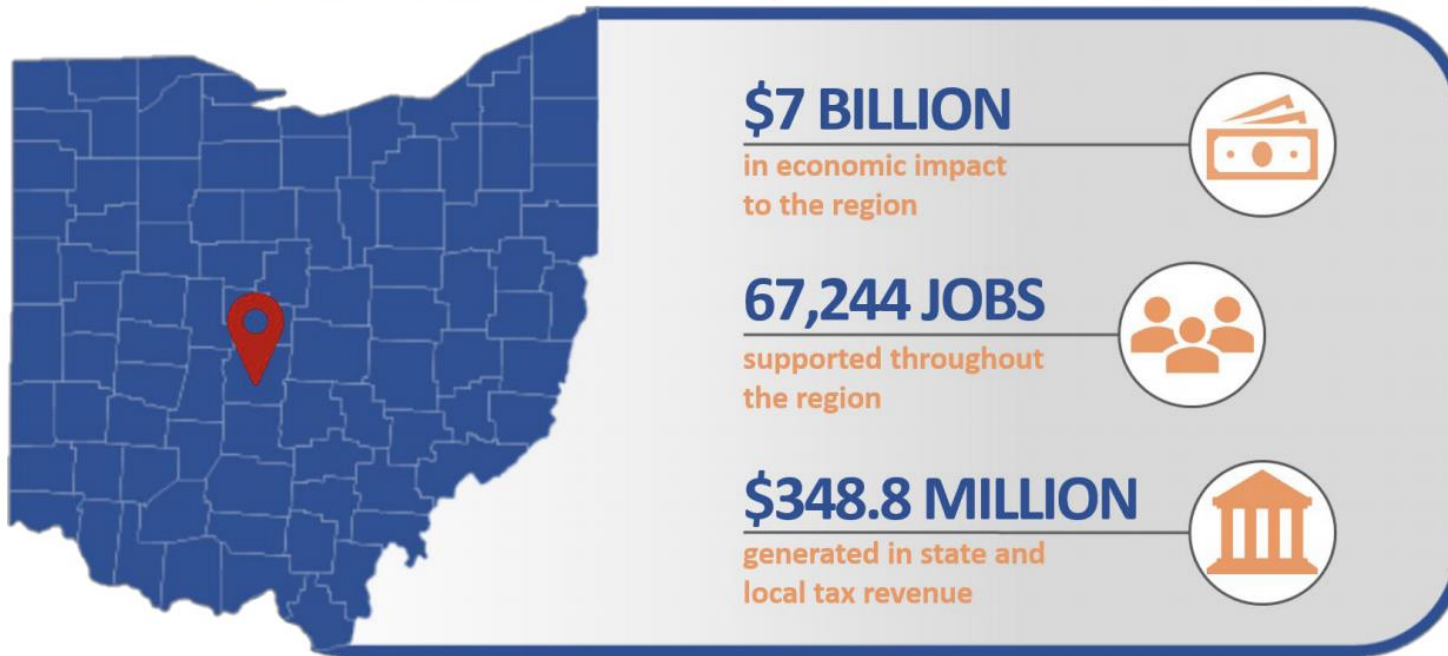 $7 BILLION
in economic impact
to the region
67,244 JOBS
supported throughout
the region
$348.8 MILLION
generated in state and
local tax revenue